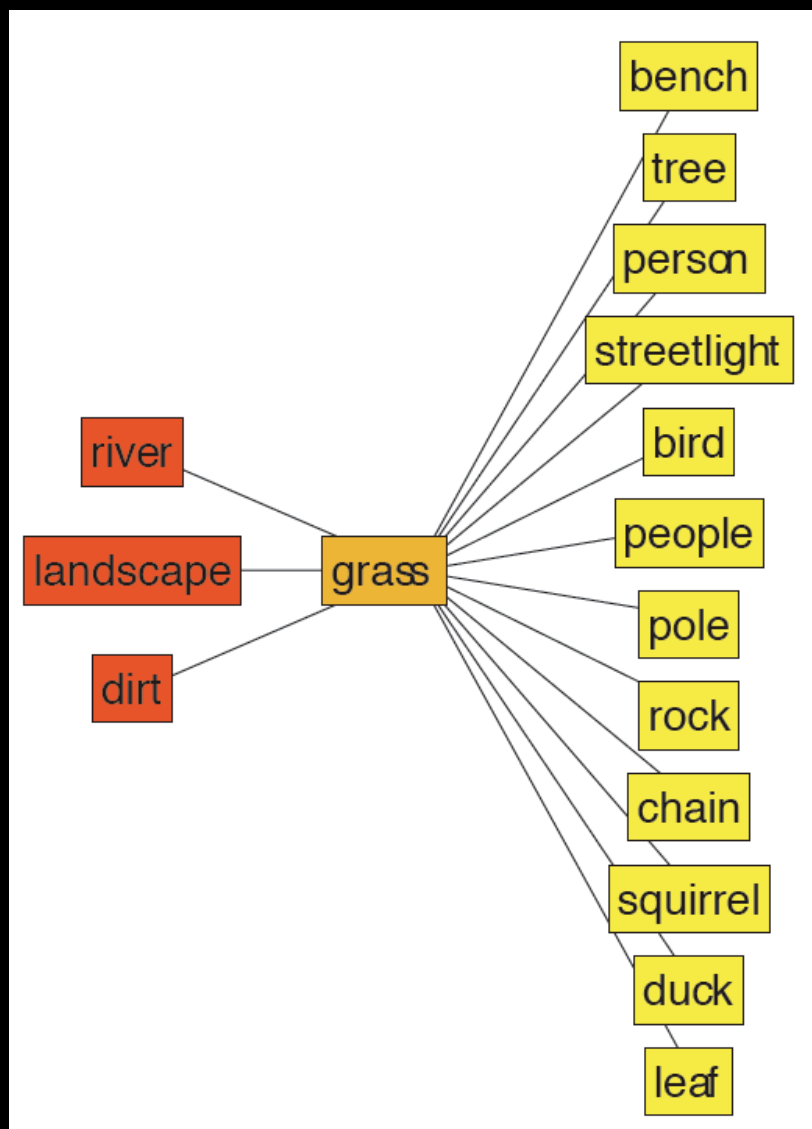 bench
tree
person
streetlight
river
bird
people
landscape
grass
pole
dirt
rock
chain
squirrel
duck
leaf